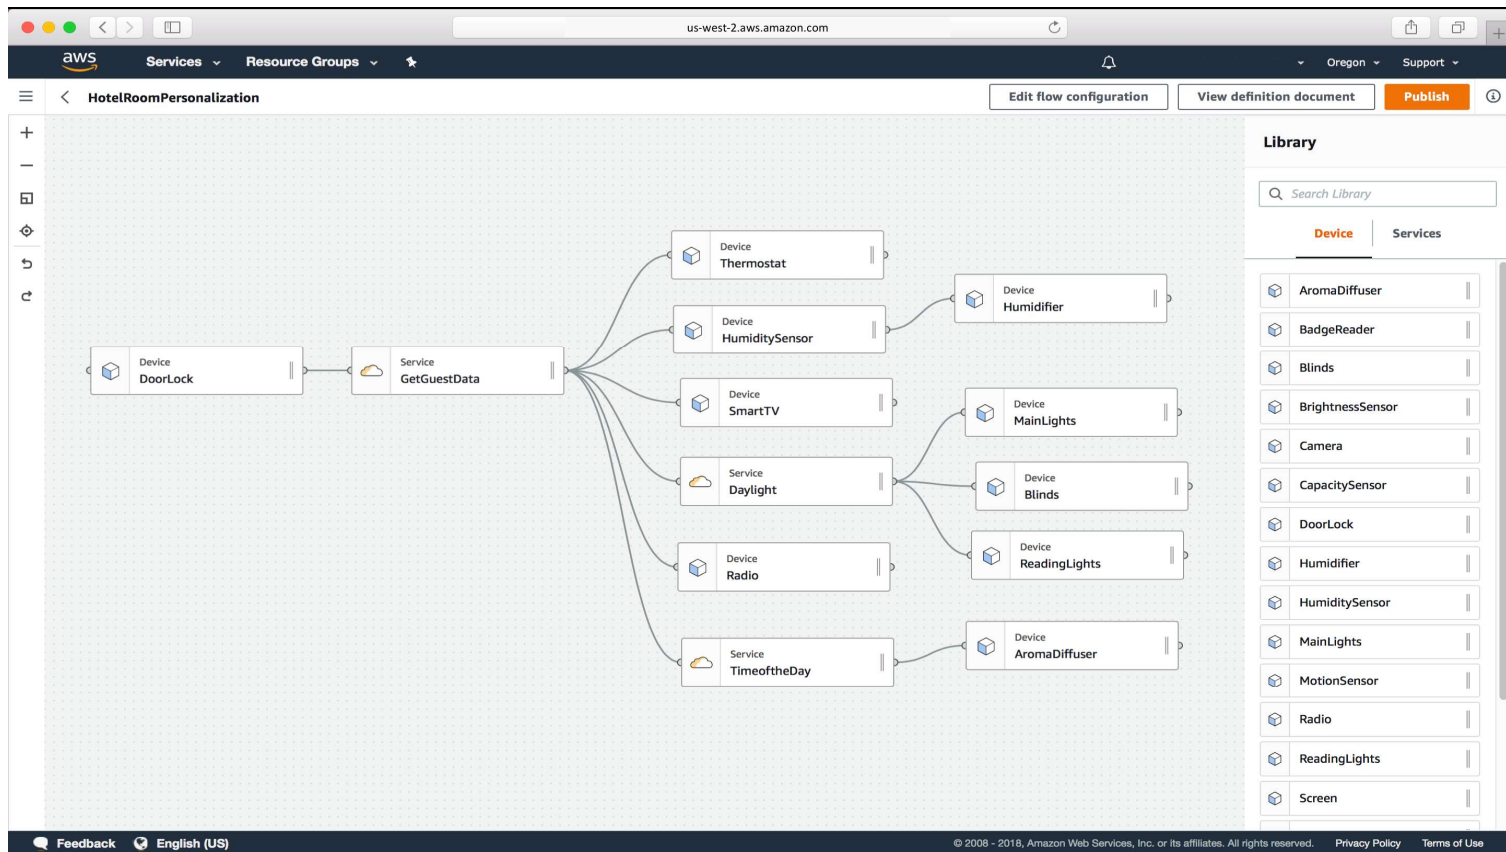 us-west-2.aws.amazon.com
aws Services Resource Groups Oregon Support
HotelRoomPersonalization Edit flow configuration View definition document Publish
Library
Search Library
Device Services
AromaDiffuser
BadgeReader
Blinds
BrightnessSensor
Camera
CapacitySensor
DoorLock
Humidifier
HumiditySensor
MainLights
MotionSensor
Radio
ReadingLights
Screen
Device
DoorLock
Service
GetGuestData
Device
Thermostat
Device
HumiditySensor
Device
Humidifier
Device
SmartTV
Service
Daylight
Device
MainLights
Device
Blinds
Device
ReadingLights
Device
Radio
Service
TimeoftheDay
Device
AromaDiffuser
Feedback English (US) © 2008 - 2018, Amazon Web Services, Inc. or its affiliates. All rights reserved. Privacy Policy Terms of Use